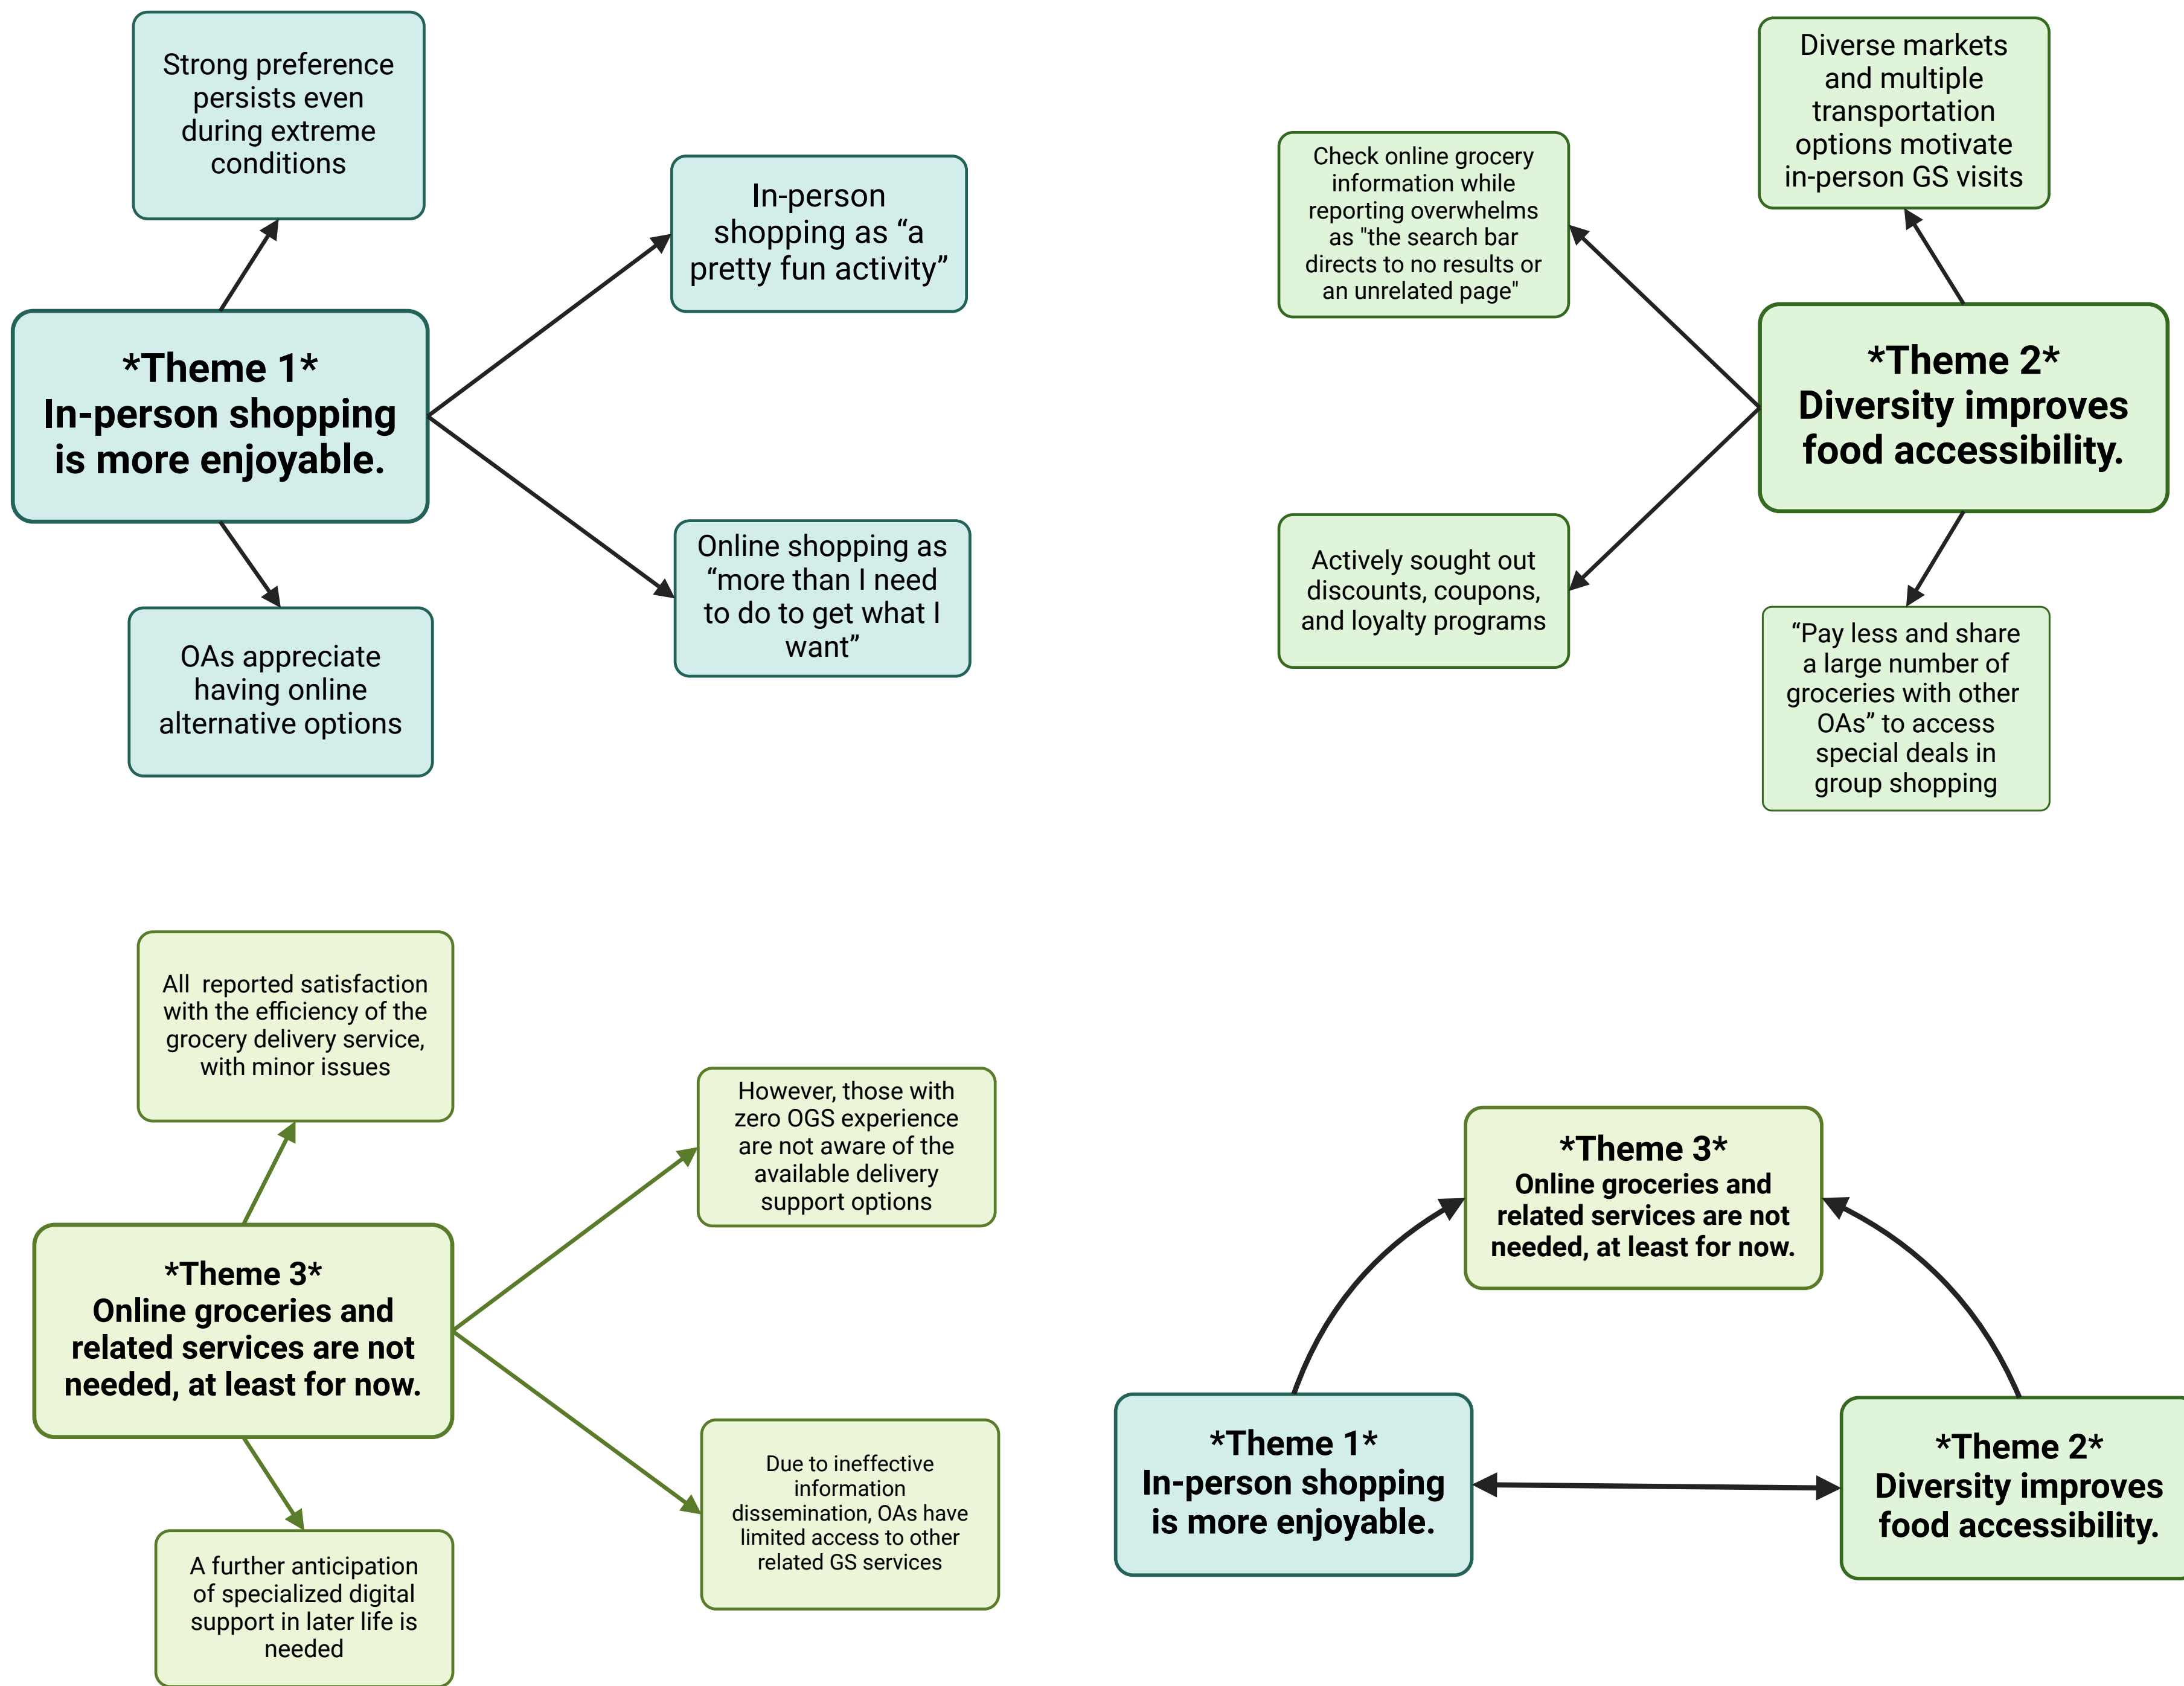 Strong preference
persists even
during extreme
conditions
In-person
shopping as “a
pretty fun activity”
*Theme 1*
In-person shopping
is more enjoyable.
Online shopping as
“more than I need
to do to get what I
want”
OAs appreciate
having online
alternative options
Diverse markets
and multiple
transportation
options motivate
in-person GS visits
Check online grocery
information while
reporting overwhelms
as "the search bar
directs to no results or
an unrelated page"
*Theme 2*
Diversity improves
food accessibility.
Actively sought out
discounts, coupons,
and loyalty programs
“Pay less and share
a large number of
groceries with other
OAs” to access
special deals in
group shopping
All reported satisfaction
with the efficiency of the
grocery delivery service,
with minor issues
However, those with
zero OGS experience
are not aware of the
available delivery
support options
*Theme 3*
Online groceries and
related services are not
needed, at least for now.
Due to ineffective
information
dissemination, OAs have
limited access to other
related GS services
A further anticipation
of specialized digital
support in later life is
needed
*Theme 3*
Online groceries and
related services are not
needed, at least for now.
*Theme 1*
In-person shopping
is more enjoyable.
*Theme 2*
Diversity improves
food accessibility.